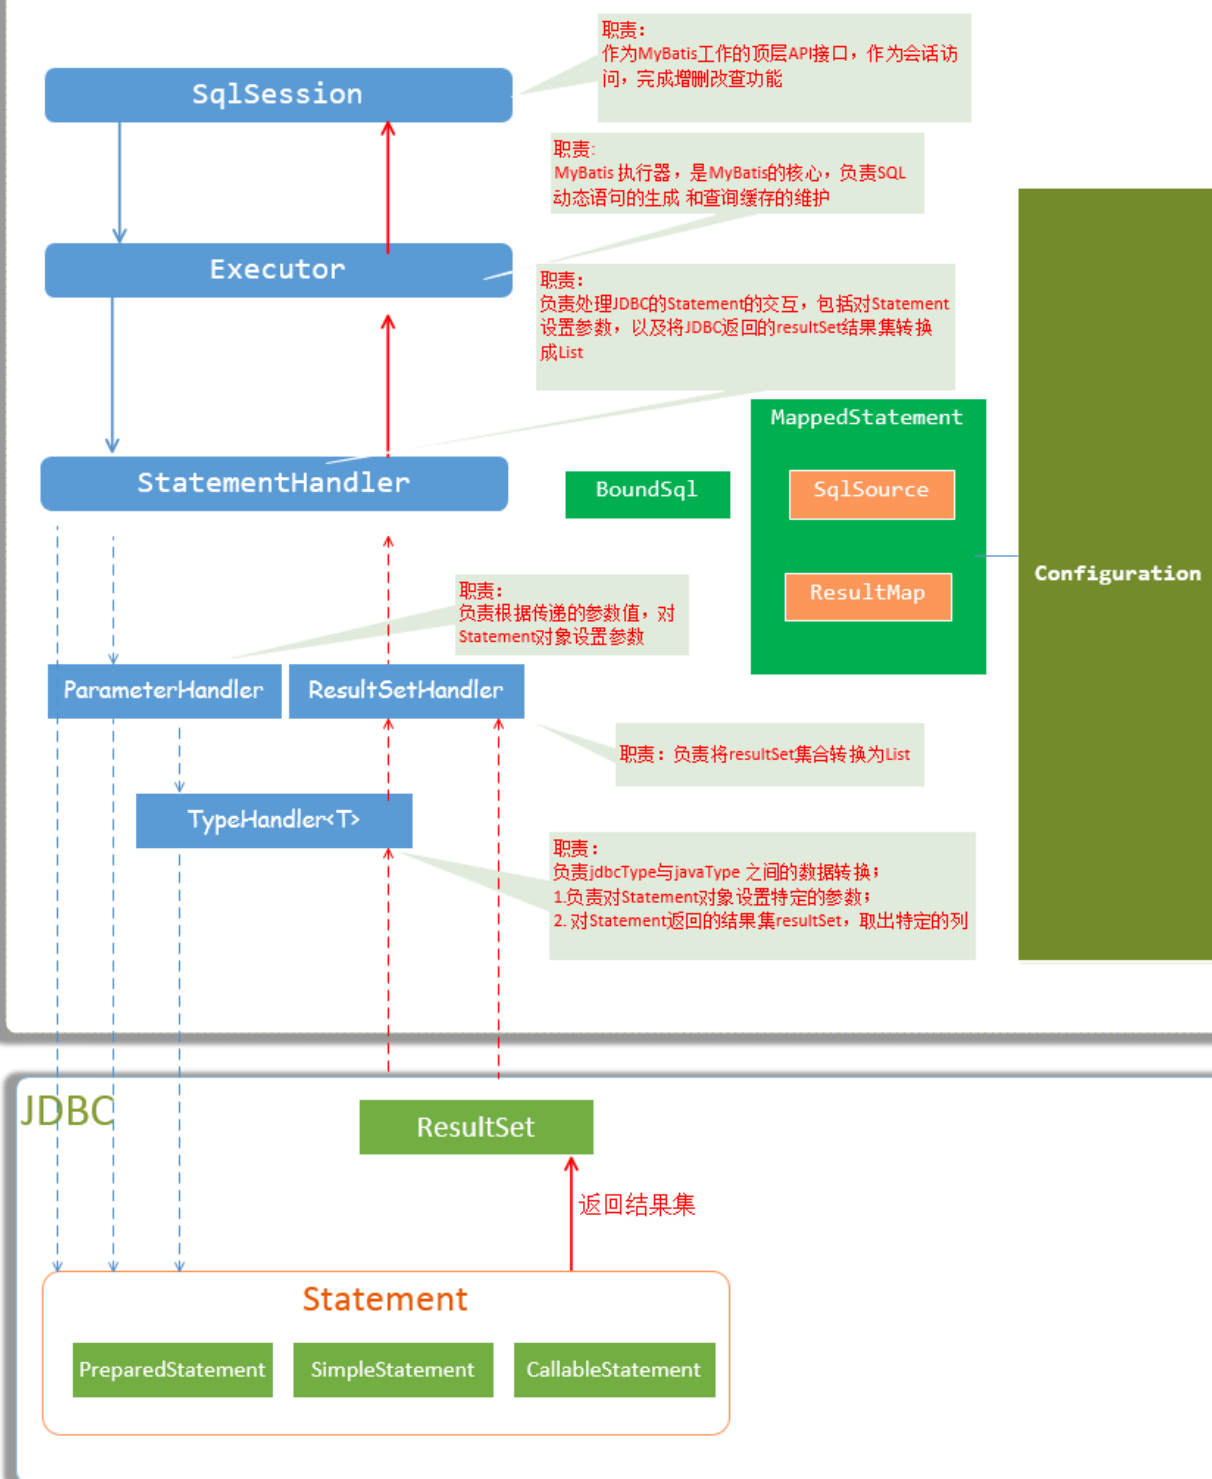 职责：
作为MyBatis工作的顶层API接口，作为会话访
问，完成增删改查功能
SqlSession
职责:
MyBatis 执行器，是MyBatis的核心，负责SQL
动态语句的生成 和查询缓存的维护
Executor
职责：
负责处理JDBC的Statement的交互，包括对Statement
设置参数，以及将JDBC返回的resultSet结果集转换
成List
MappedStatement
StatementHandler
BoundSql
SqlSource
Configuration
ResultMap
职责：
负责根据传递的参数值，对
Statement对象设置参数
ParameterHandler
ResultSetHandler
职责：负责将resultSet集合转换为List
TypeHandler<T>
职责：
负责jdbcType与javaType 之间的数据转换；
1.负责对Statement对象设置特定的参数；
2. 对Statement返回的结果集resultSet，取出特定的列
JDBC
ResultSet
返回结果集
Statement
PreparedStatement
SimpleStatement
CallableStatement